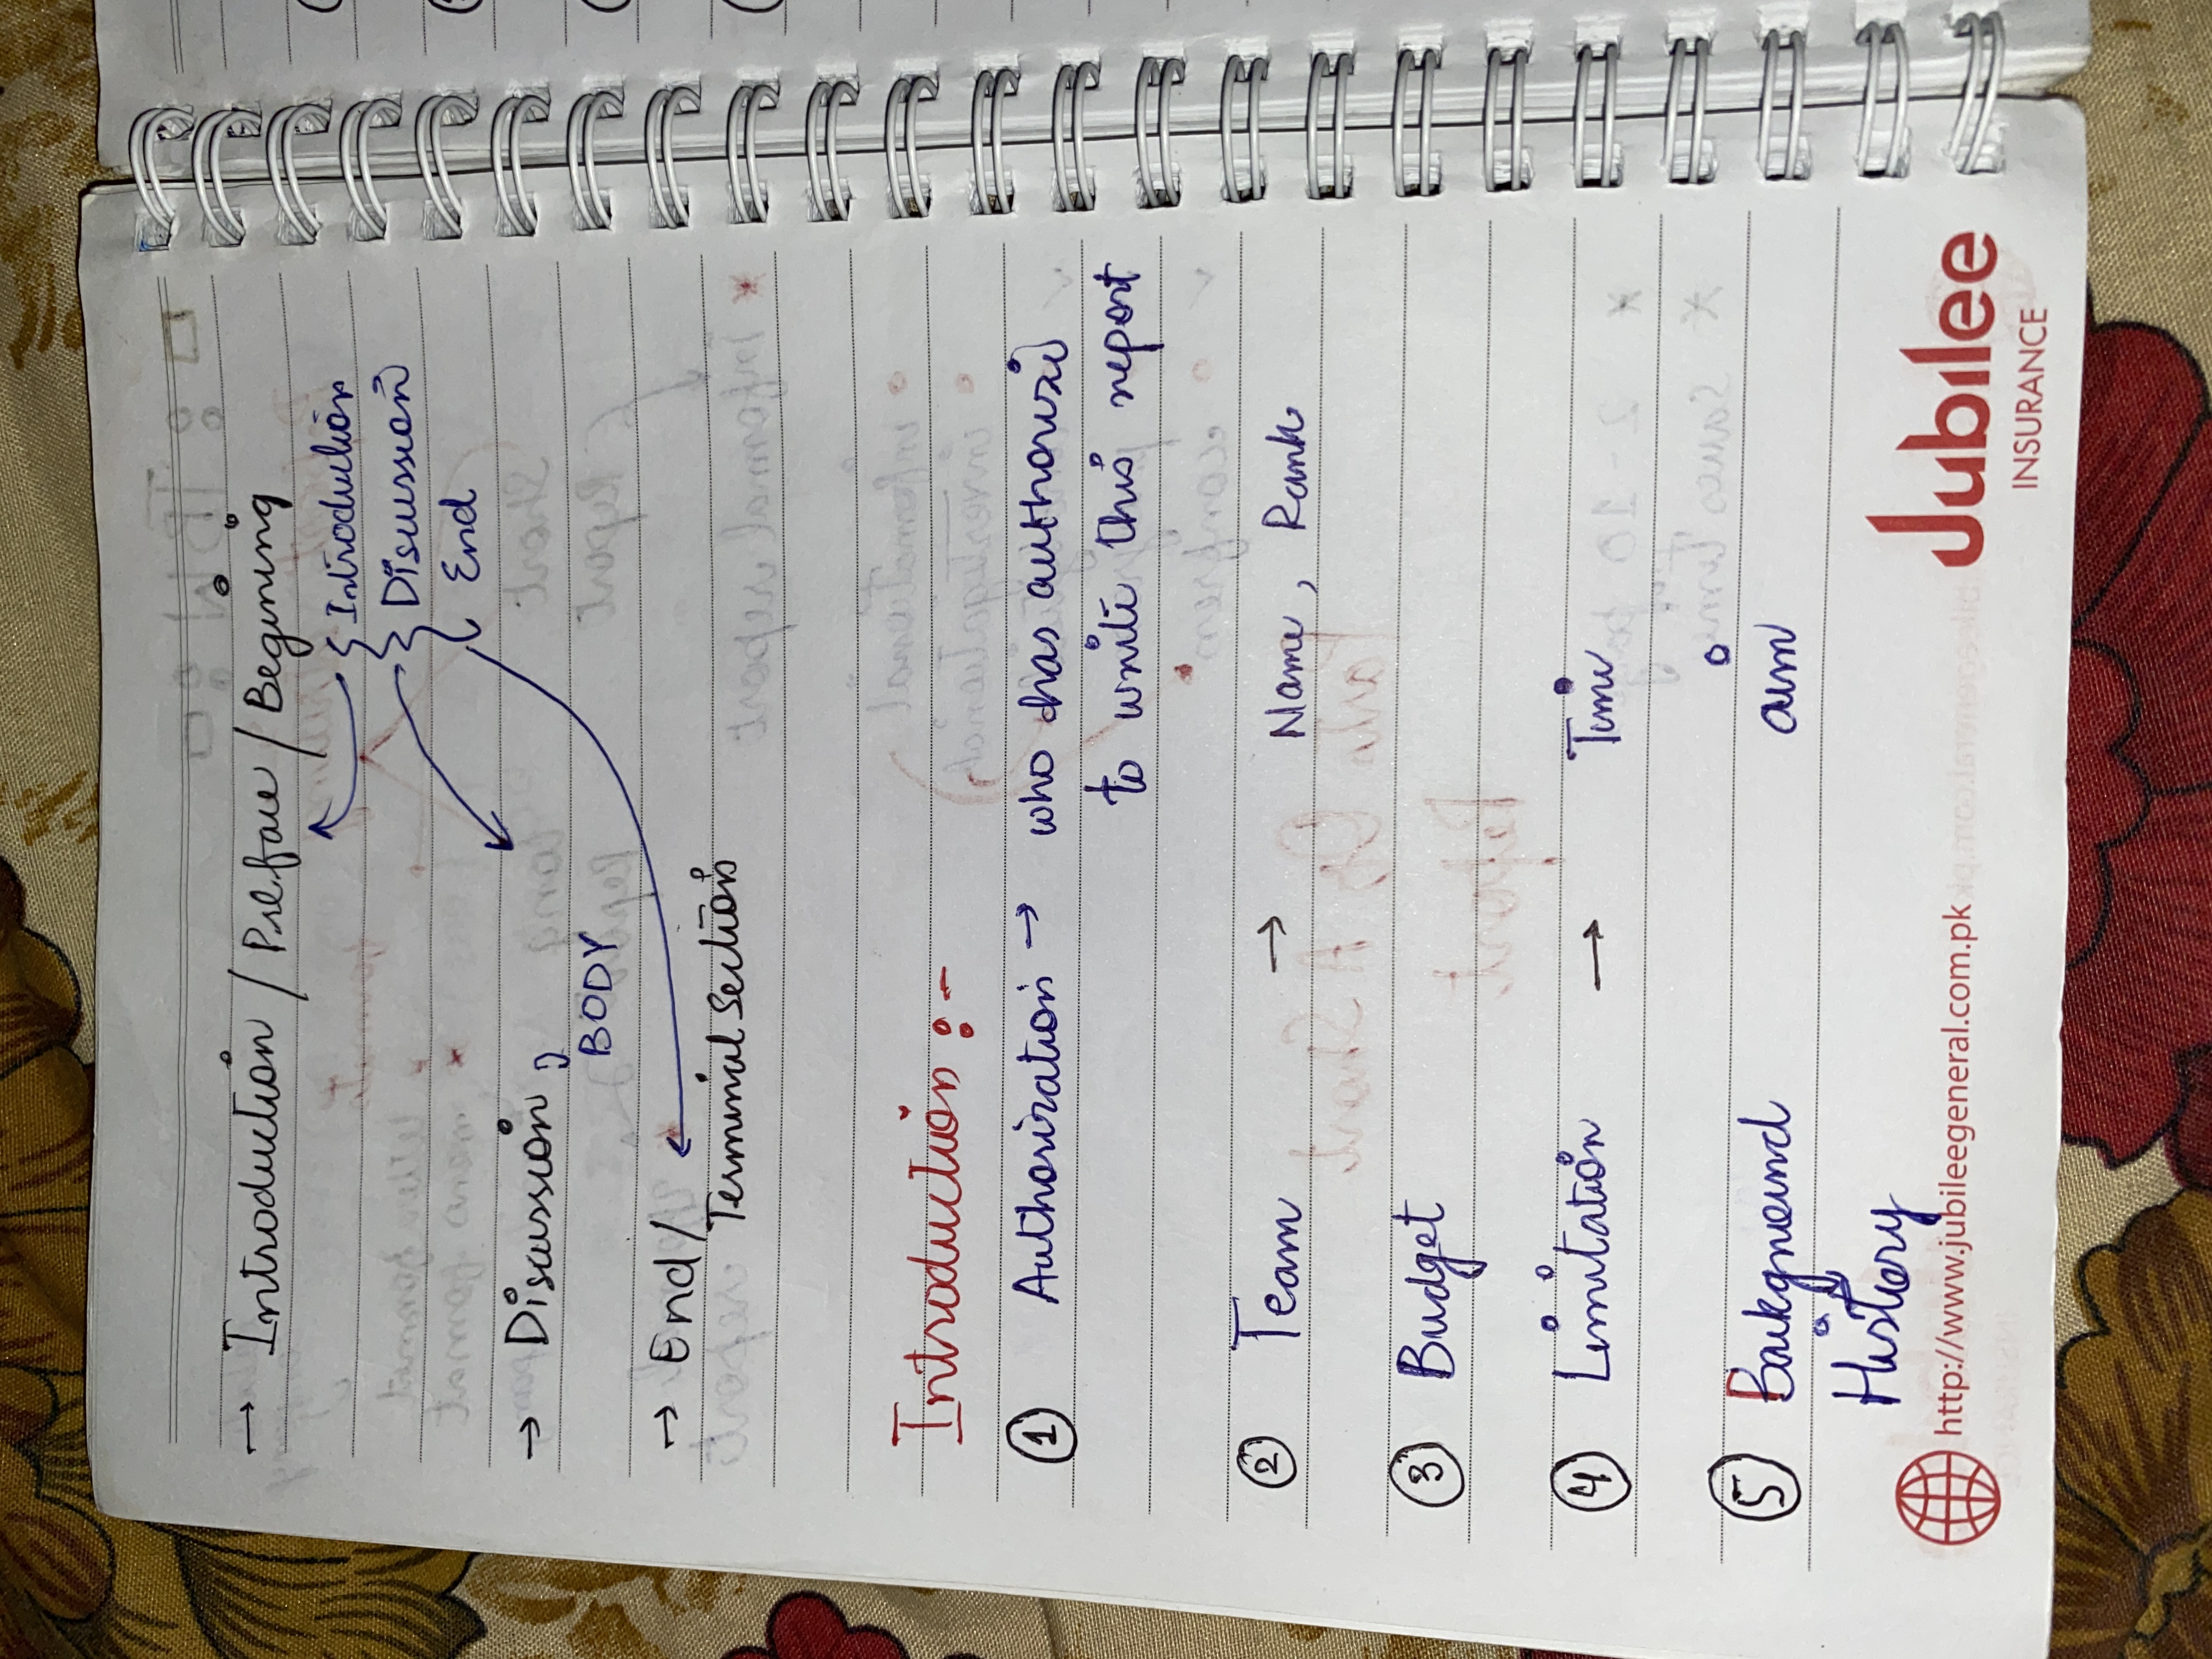 → Introduction / Preface / Begining
{ Introduction
Discussion
End
→ Discussion,
BODY
→ End /
Terminal Section
Introduction :-
① Authorization → who has authorize
to write this report
② Team → Name, Rank
③ Budget
④ Limitation → Time
⑤ Background aim
History
http://www.jubileegeneral.com.pk
Jubilee
INSURANCE